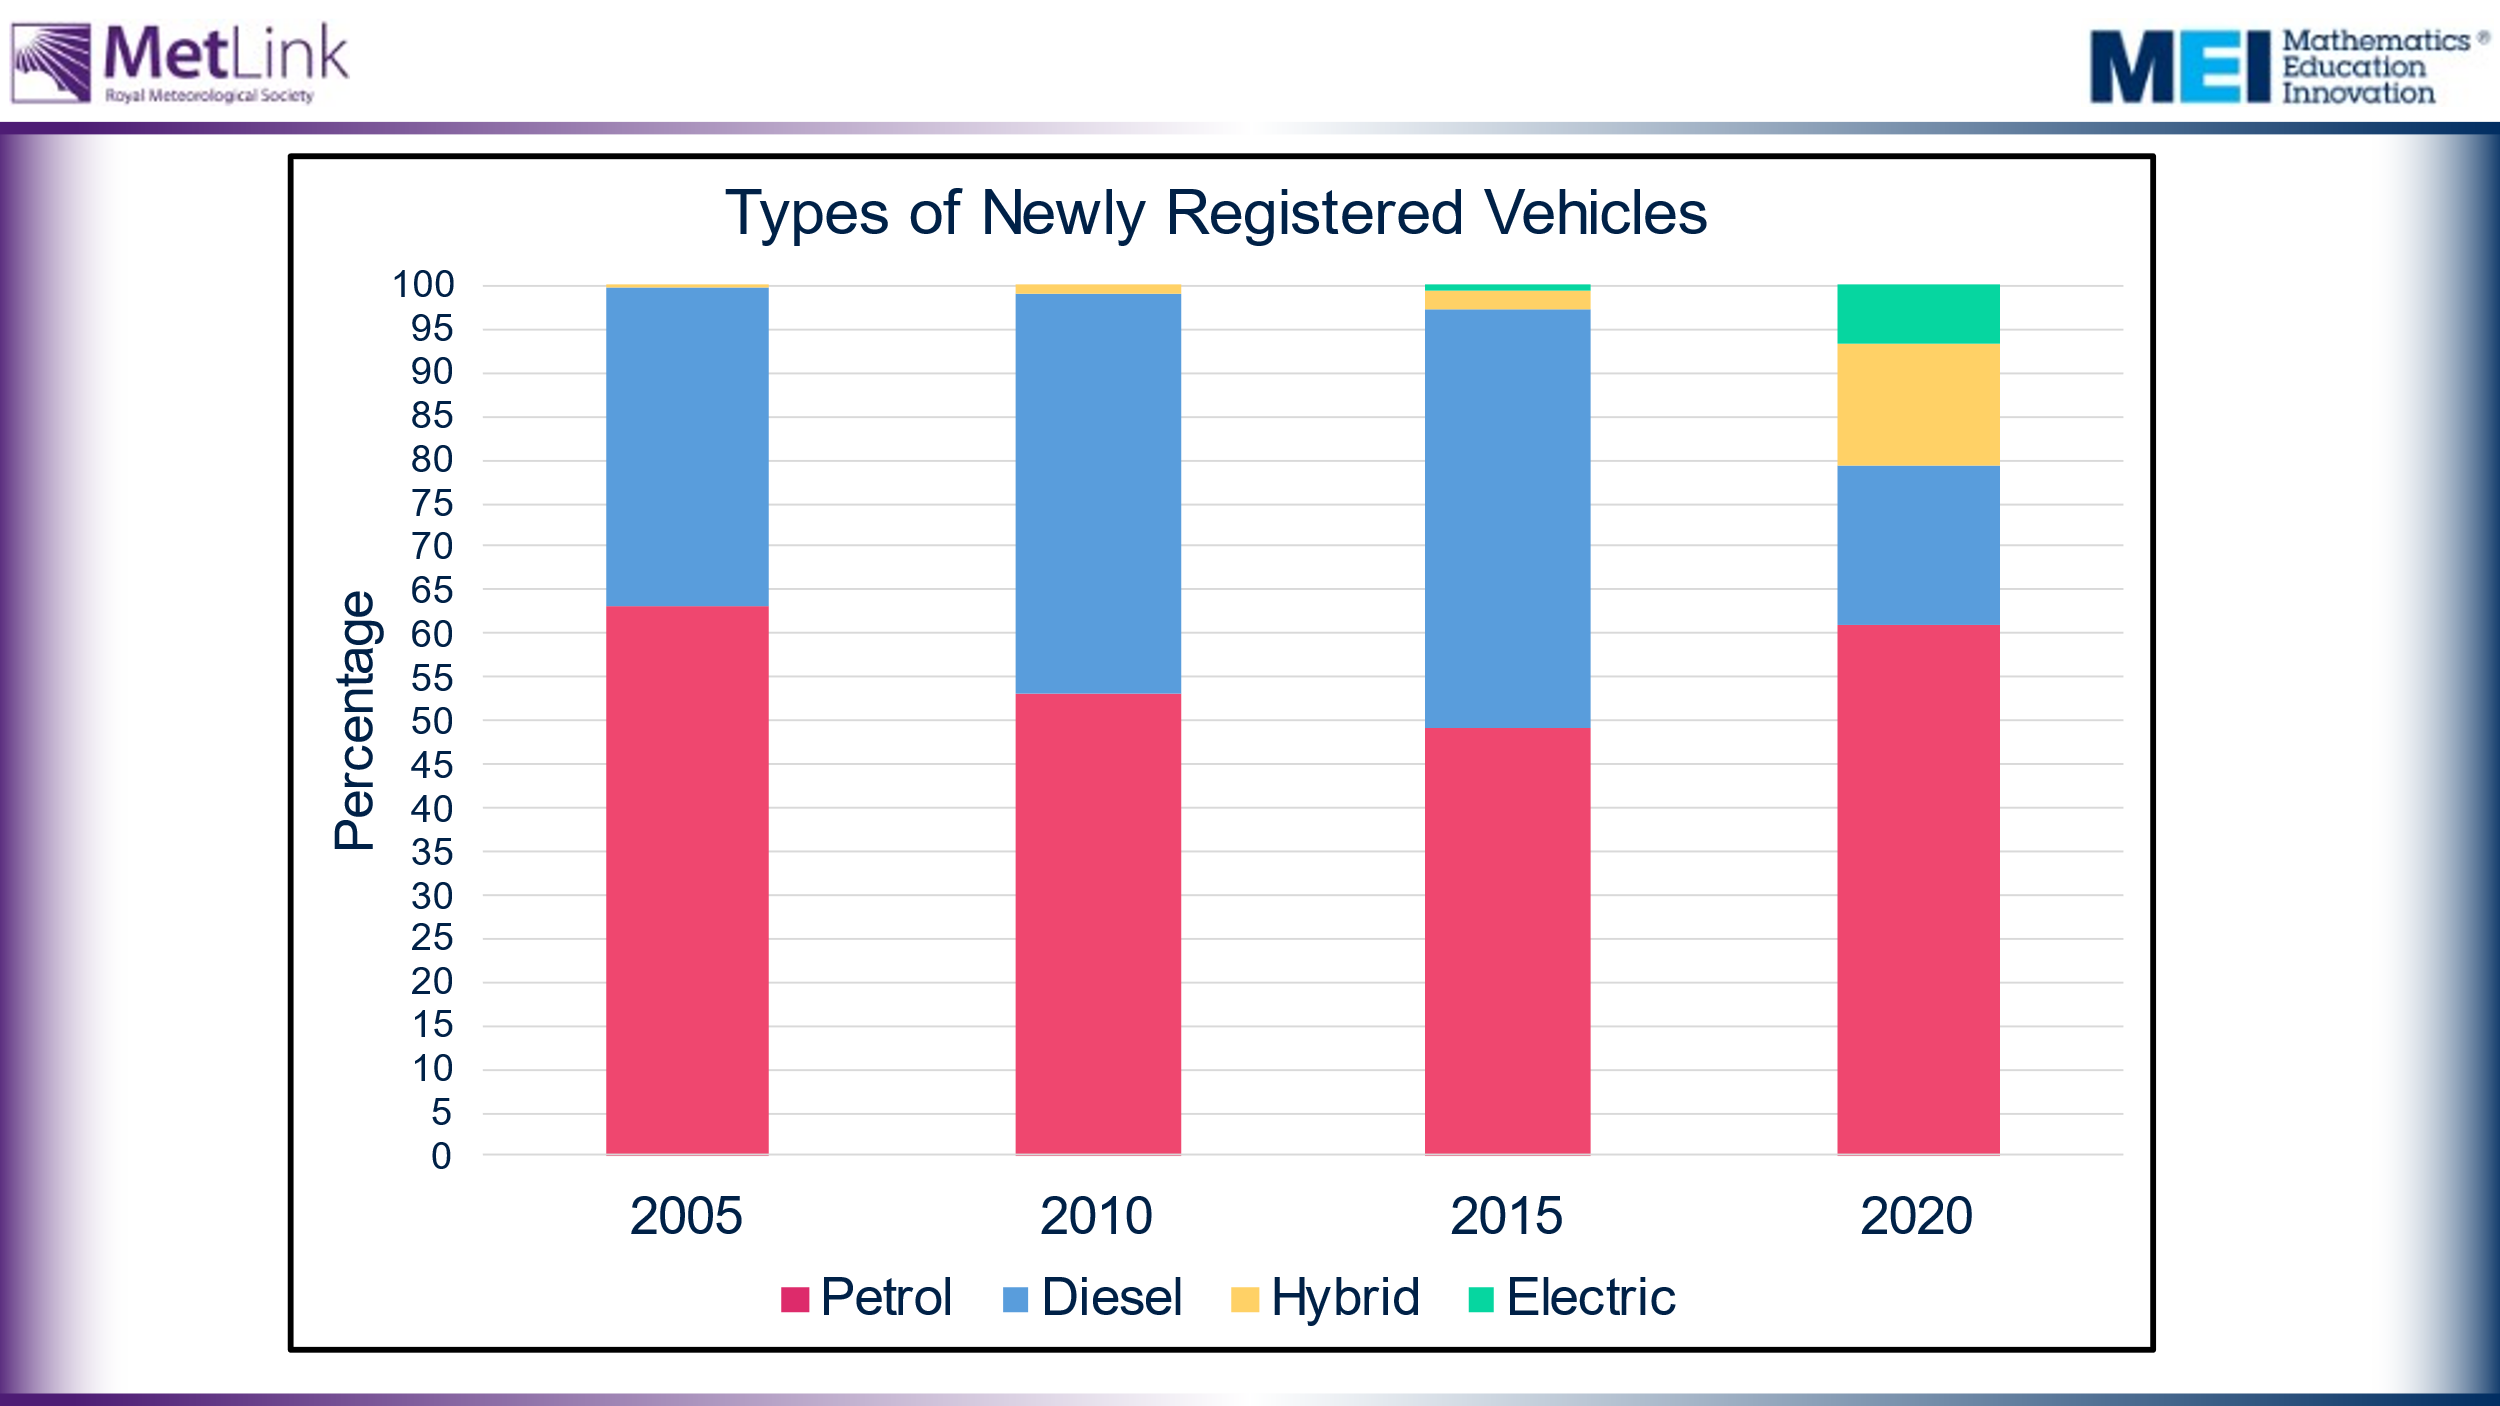 MetLink
Royal Meteorological Society
MEI Mathematics ®
Education
Innovation
Types of Newly Registered Vehicles
Percentage
100
95
90
85
80
75
70
65
60
55
50
45
40
35
30
25
20
15
10
5
0
2005 2010 2015 2020
Petrol Diesel Hybrid Electric